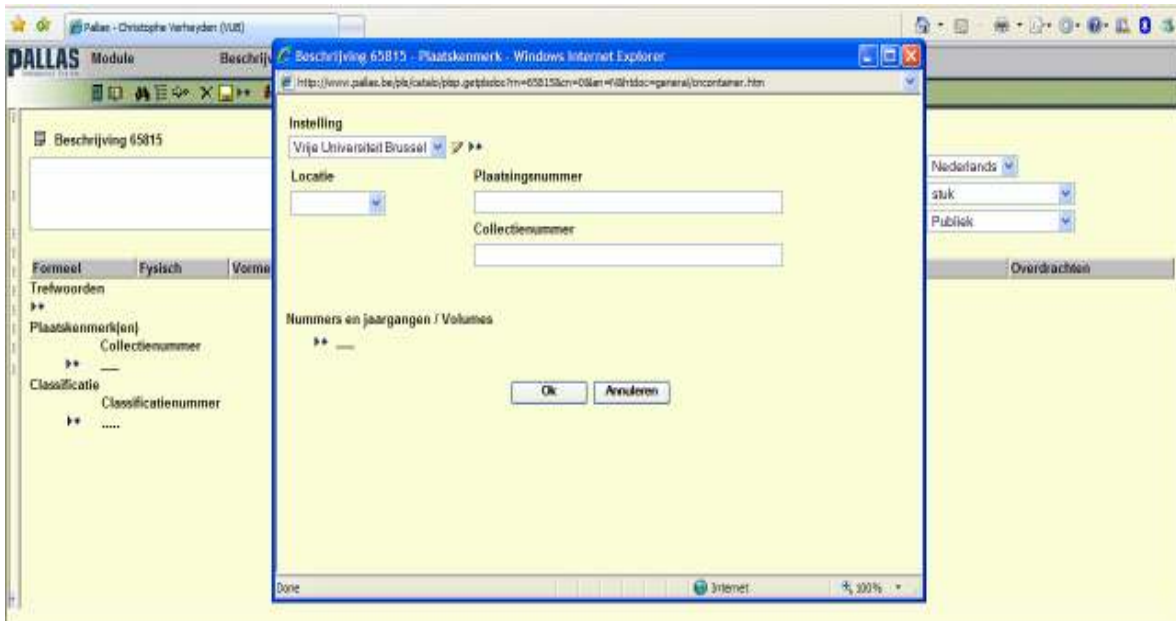 Pallas - Christophe Verheyden (VUB)
PALLAS Module
Beschrijving 65815
Formeel Fysisch Vorme
Trefwoorden
Plaatskenmerk(en)
Collectienummer
Classificatie
Classificatienummer
.....
Beschrijving 65815 - Plaatskenmerk - Windows Internet Explorer
Instelling
Vrije Universiteit Brussel
Locatie Plaatsingsnummer
Collectienummer
Nummers en jaargangen / Volumes
Ok Annuleren
Done Internet 100%
Nederlands
stuk
Publiek
Overdrachten